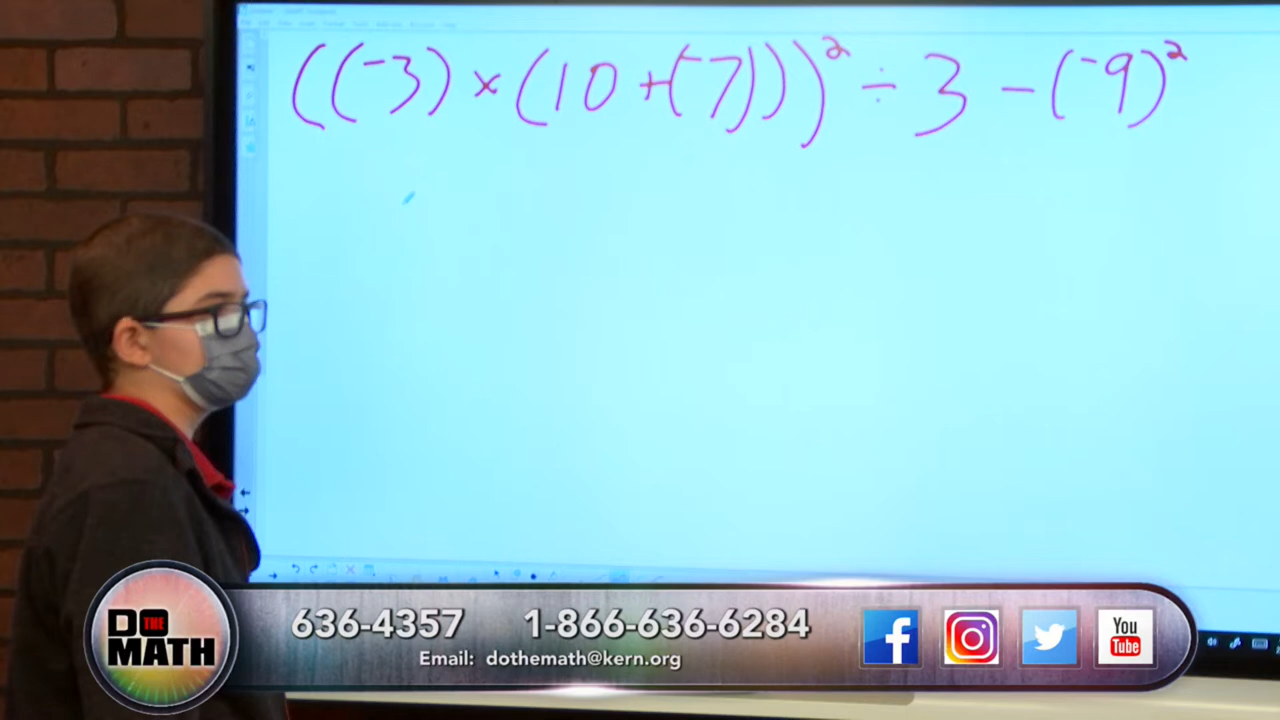 ((-3) × (10 + (-7)))² ÷ 3 - (-9)²
DO THE MATH
636-4357 1-866-636-6284
Email: dothemath@kern.org
f
You
Tube